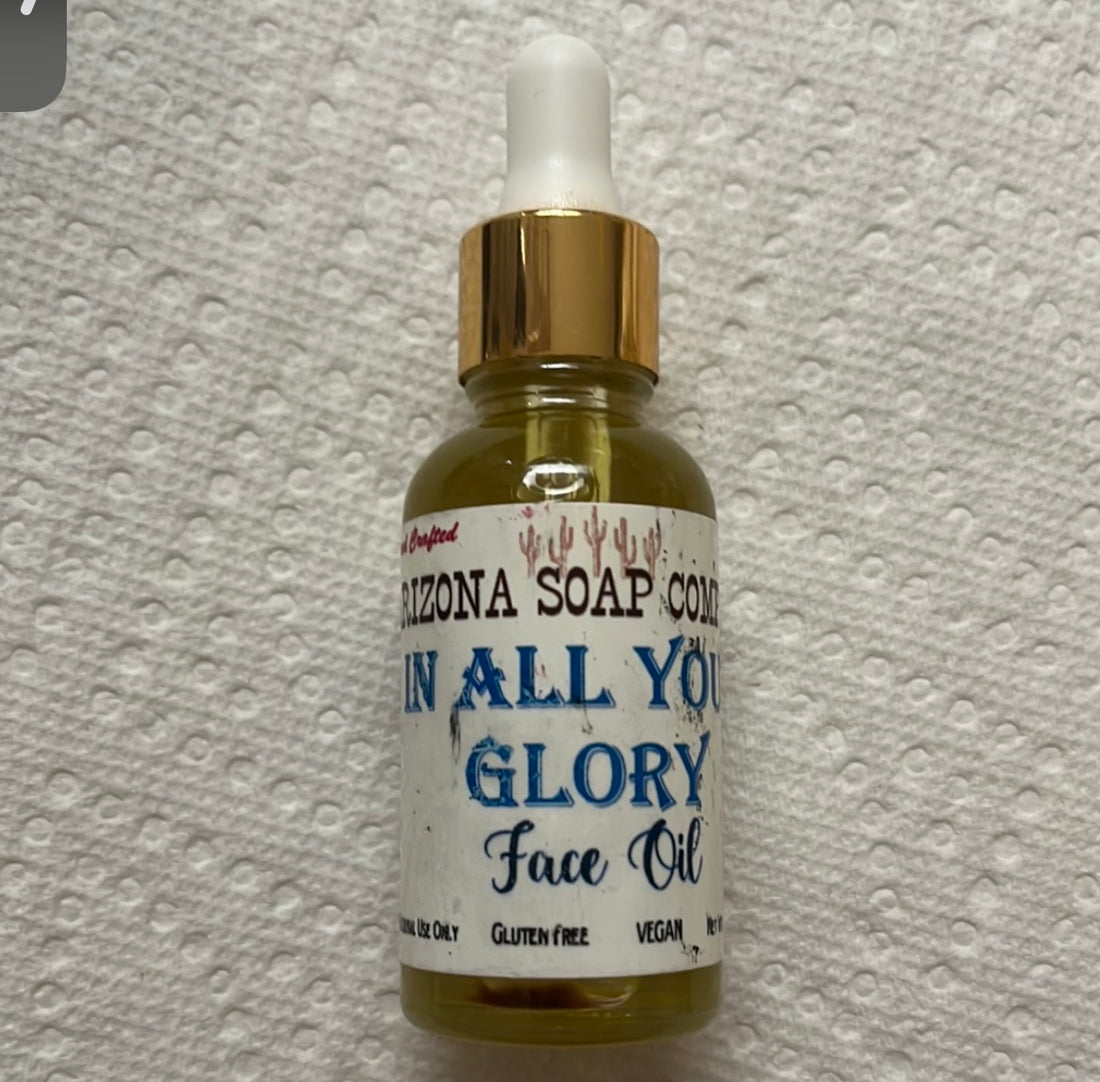 Crafted
RIZONA SOAP COMP
IN ALL YOU
GLORY
Face Oil
Use Only GLUTEN FREE VEGAN